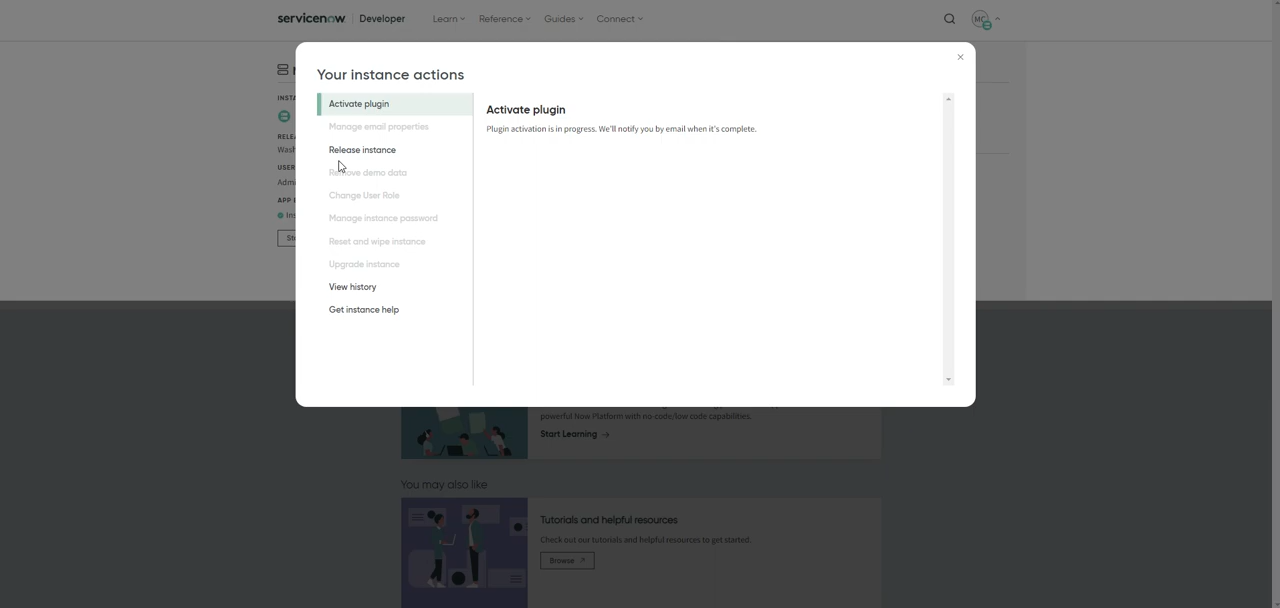 servicenow Developer Learn Reference Guides Connect MC
Your instance actions
Activate plugin
Manage email properties
Release instance
Remove demo data
Change User Role
Manage instance password
Reset and wipe instance
Upgrade instance
View history
Get instance help
Activate plugin
Plugin activation is in progress. We'll notify you by email when it's complete.
INSTA
RELEA
Wash
USER
Admi
APP E
Ins
Sta
powerful Now Platform with no-code/low code capabilities.
Start Learning →
You may also like
Tutorials and helpful resources
Check out our tutorials and helpful resources to get started.
Browse